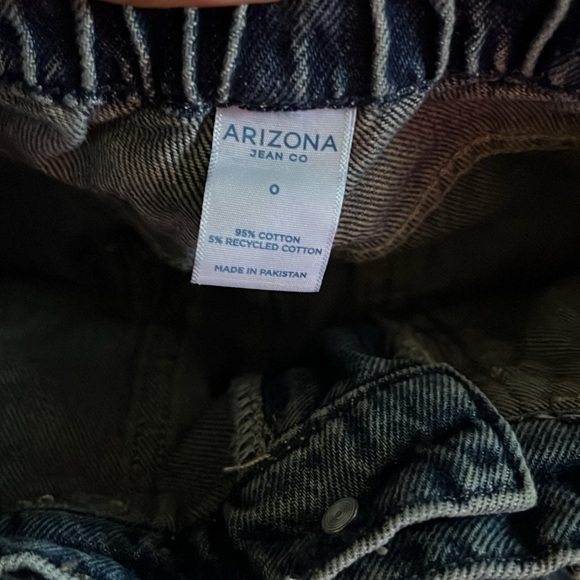 ARIZONA
JEAN CO
0
95% COTTON
5% RECYCLED COTTON
MADE IN PAKISTAN